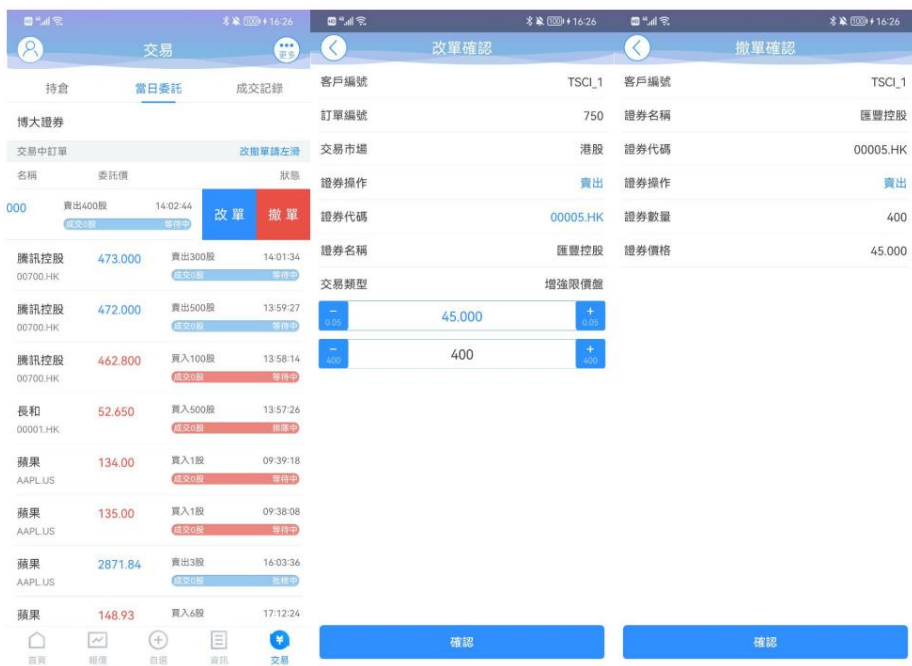 16:26
交易
更多
持倉 當日委託 成交記錄
博大證券
交易中訂單 改撤單請左滑
名稱 委託價 狀態
000 賣出400股 14:02:44 改單 撤單
成交0股 等待中
騰訊控股 473.000 賣出300股 14:01:34
00700.HK 成交0股 等待中
騰訊控股 472.000 賣出500股 13:59:27
00700.HK 成交0股 等待中
騰訊控股 462.800 買入100股 13:58:14
00700.HK 成交0股 等待中
長和 52.650 買入500股 13:57:26
00001.HK 成交0股 排隊中
蘋果 134.00 買入1股 09:39:18
AAPL.US 成交0股 等待中
蘋果 135.00 買入1股 09:38:08
AAPL.US 成交0股 等待中
蘋果 2871.84 賣出3股 16:03:36
AAPL.US 成交0股
蘋果 148.93 買入6股 17:12:24
首頁 報價 自選 資訊 交易
16:26
改單確認
客戶編號 TSCI_1
訂單編號 750
交易市場 港股
證券操作 賣出
證券代碼 00005.HK
證券名稱 匯豐控股
交易類型 增強限價盤
− 45.000 +
0.05 0.05
− 400 +
400 400
確認
16:26
撤單確認
客戶編號 TSCI_1
證券名稱 匯豐控股
證券代碼 00005.HK
證券操作 賣出
證券數量 400
證券價格 45.000
確認